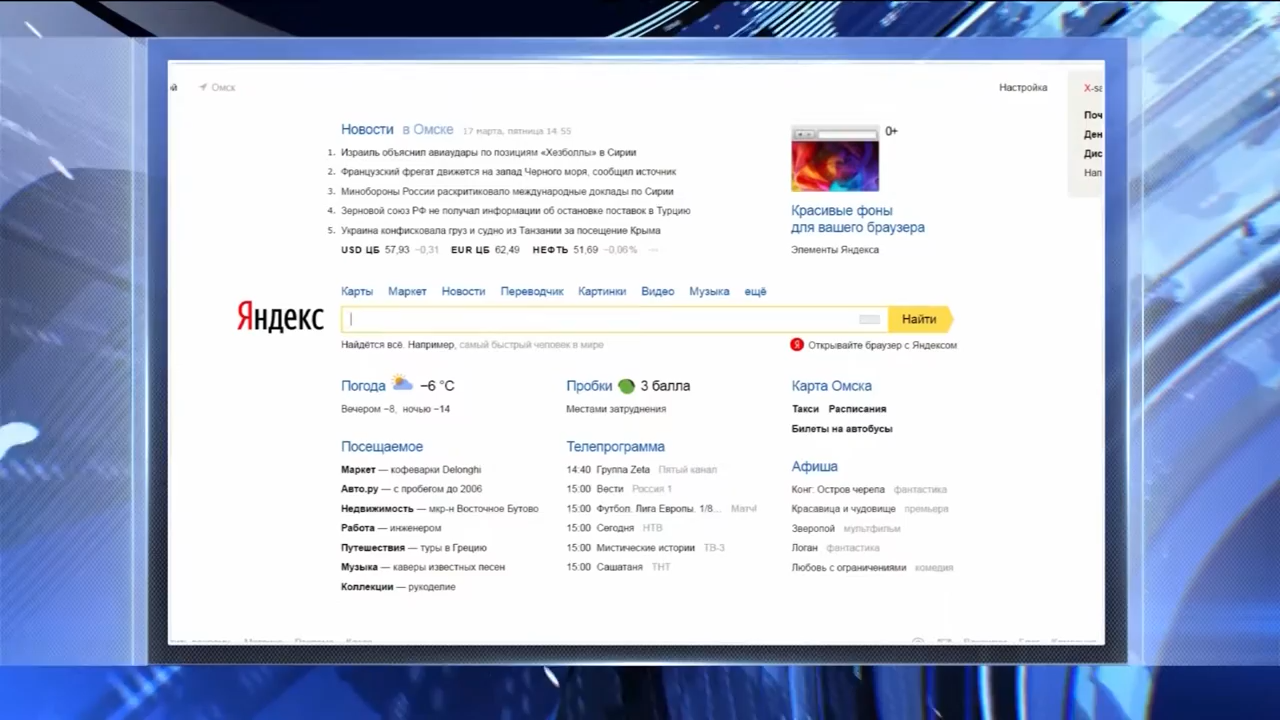 й Омск Настройка X-sa
Поч
Ден
Дис
Нап
Новости в Омске 17 марта, пятница 14 55
1. Израиль объяснил авиаудары по позициям «Хезболлы» в Сирии
2. Французский фрегат движется на запад Черного моря, сообщил источник
3. Минобороны России раскритиковало международные доклады по Сирии
4. Зерновой союз РФ не получал информации об остановке поставок в Турцию
5. Украина конфисковала груз и судно из Танзании за посещение Крыма
USD ЦБ 57,93 −0,31 EUR ЦБ 62,49 НЕФТЬ 51,69 −0,06% ···
0+
Красивые фоны
для вашего браузера
Элементы Яндекса
Карты Маркет Новости Переводчик Картинки Видео Музыка ещё
Яндекс Найти
Найдётся всё. Например, самый быстрый человек в мире
Я Открывайте браузер с Яндексом
Погода −6 °C
Вечером −8, ночью −14
Пробки 3 балла
Местами затруднения
Карта Омска
Такси Расписания
Билеты на автобусы
Посещаемое
Маркет — кофеварки Delonghi
Авто.ру — с пробегом до 2006
Недвижимость — мкр-н Восточное Бутово
Работа — инженером
Путешествия — туры в Грецию
Музыка — каверы известных песен
Коллекции — рукоделие
Телепрограмма
14:40 Группа Zeta Пятый канал
15:00 Вести Россия 1
15:00 Футбол. Лига Европы. 1/8... Матч!
15:00 Сегодня НТВ
15:00 Мистические истории ТВ-3
15:00 Сашатаня ТНТ
Афиша
Конг: Остров черепа фантастика
Красавица и чудовище премьера
Зверопой мультфильм
Логан фантастика
Любовь с ограничениями комедия